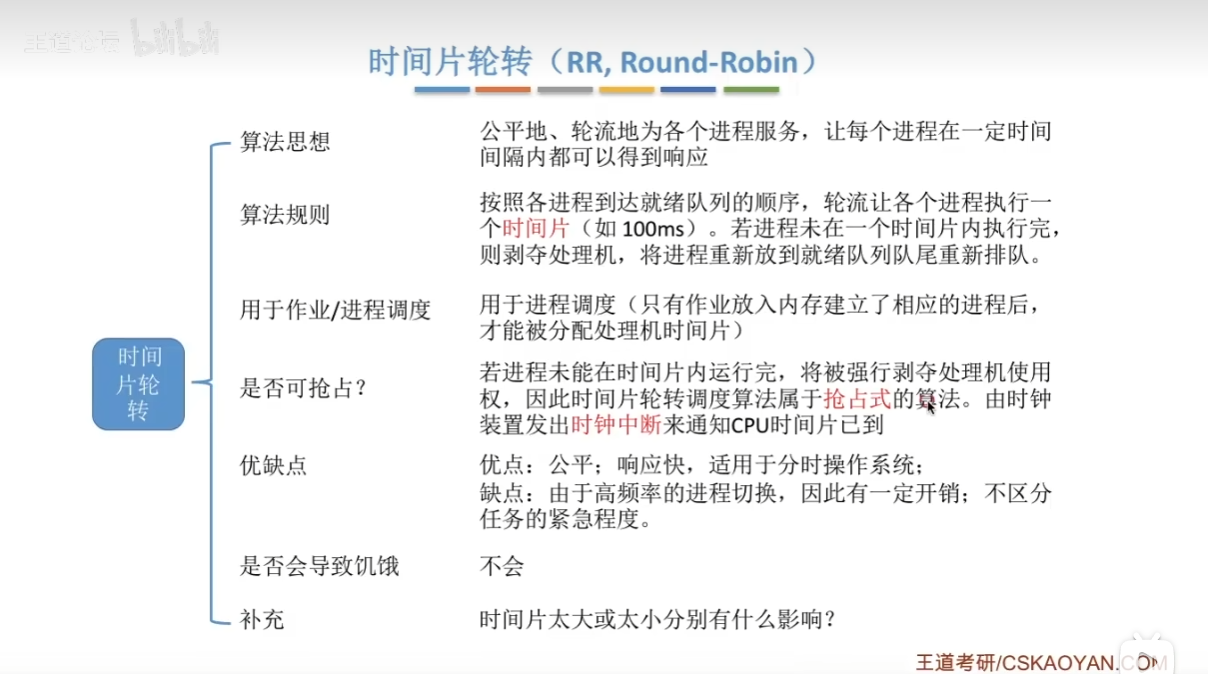 王道论坛 bilibili
时间片轮转（RR, Round-Robin）
算法思想
公平地、轮流地为各个进程服务，让每个进程在一定时间
间隔内都可以得到响应
算法规则
按照各进程到达就绪队列的顺序，轮流让各个进程执行一
个时间片（如 100ms）。若进程未在一个时间片内执行完，
则剥夺处理机，将进程重新放到就绪队列队尾重新排队。
用于作业/进程调度
用于进程调度（只有作业放入内存建立了相应的进程后，
才能被分配处理机时间片）
时间
片轮
转
是否可抢占？
若进程未能在时间片内运行完，将被强行剥夺处理机使用
权，因此时间片轮转调度算法属于抢占式的算法。由时钟
装置发出时钟中断来通知CPU时间片已到
优缺点
优点：公平；响应快，适用于分时操作系统；
缺点：由于高频率的进程切换，因此有一定开销；不区分
任务的紧急程度。
是否会导致饥饿
不会
补充
时间片太大或太小分别有什么影响？
王道考研/CSKAOYAN.COM